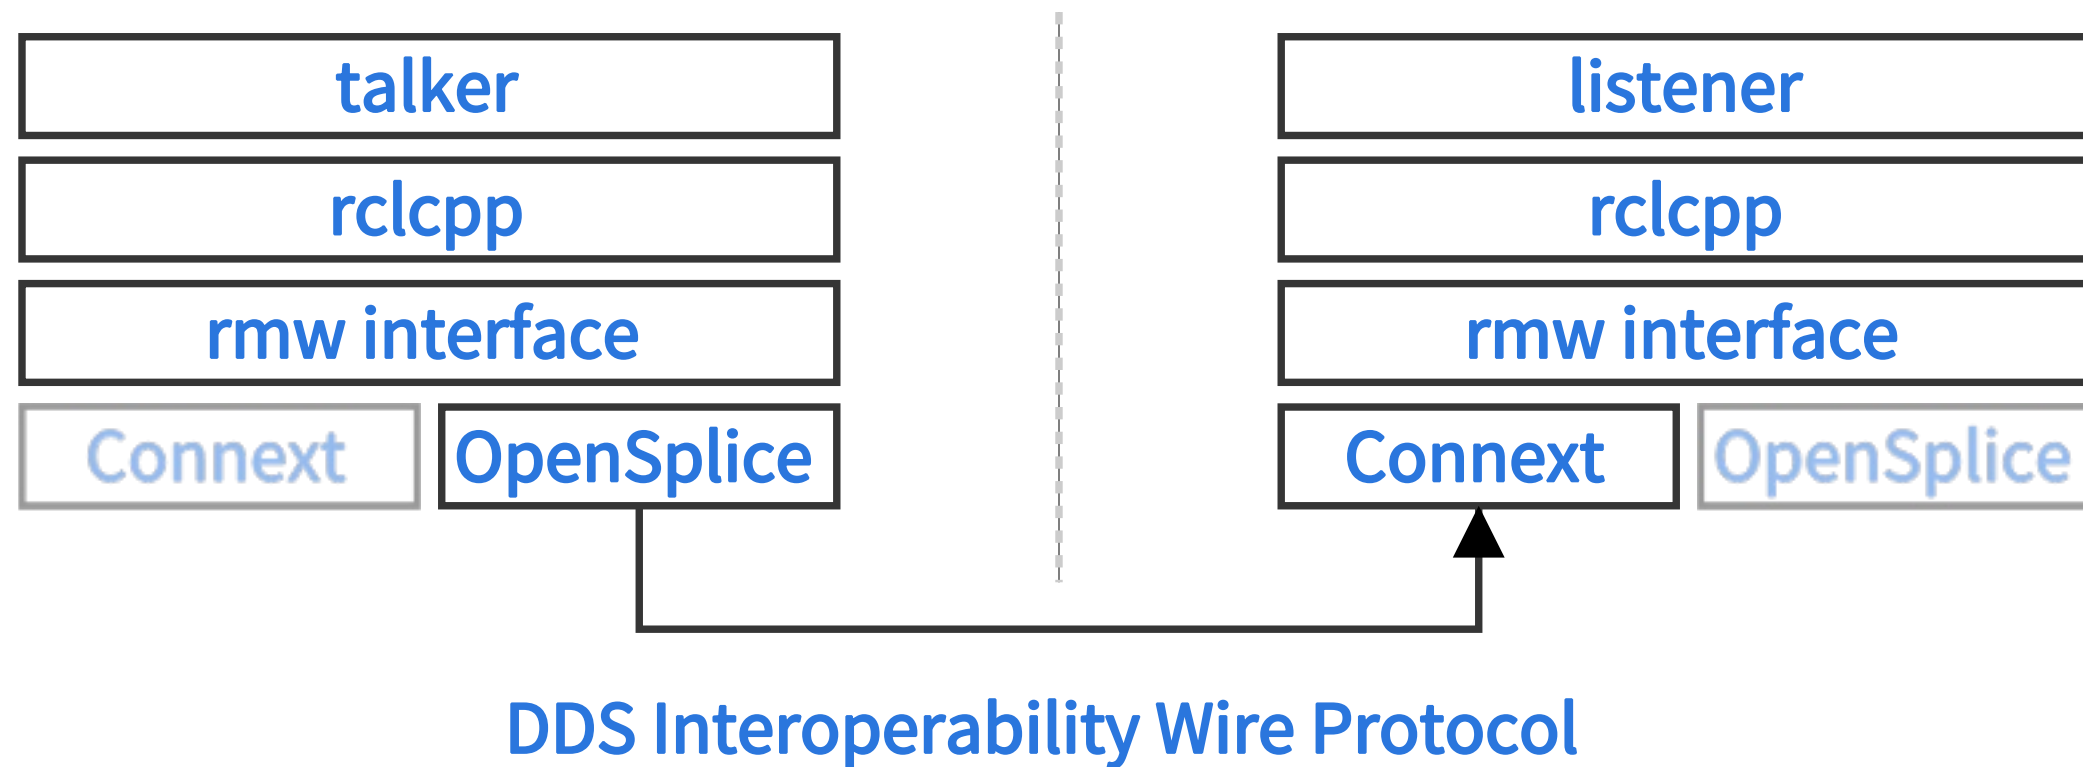 talker
listener
rclcpp
rclcpp
rmw interface
rmw interface
Connext
OpenSplice
Connext
OpenSplice
DDS Interoperability Wire Protocol